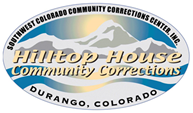 SOUTHWEST COLORADO COMMUNITY CORRECTIONS CENTER, INC.
Hilltop House
Community Corrections
DURANGO, COLORADO